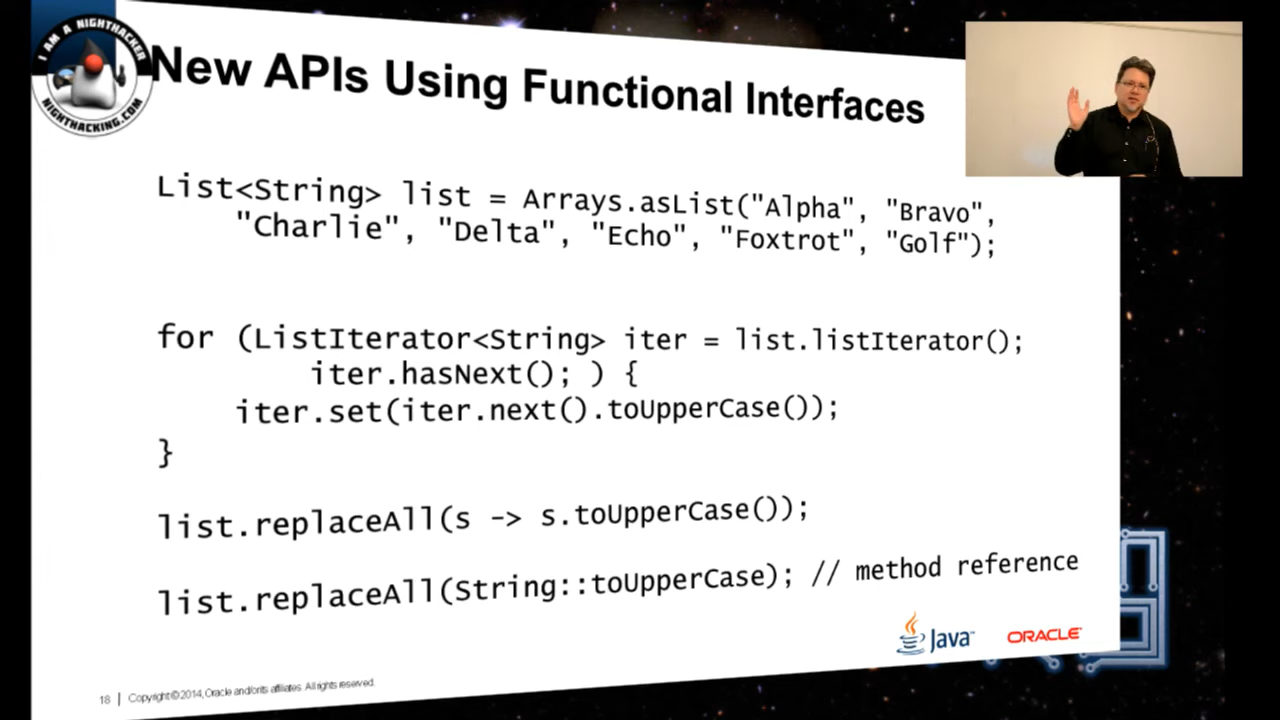 I AM A NIGHTHACKER
NIGHTHACKING.COM
New APIs Using Functional Interfaces
List<String> list = Arrays.asList("Alpha", "Bravo",
"Charlie", "Delta", "Echo", "Foxtrot", "Golf");
for (ListIterator<String> iter = list.listIterator();
iter.hasNext(); ) {
iter.set(iter.next().toUpperCase());
}
list.replaceAll(s -> s.toUpperCase());
list.replaceAll(String::toUpperCase); // method reference
Java™
ORACLE®
18 | Copyright © 2014, Oracle and/or its affiliates. All rights reserved.